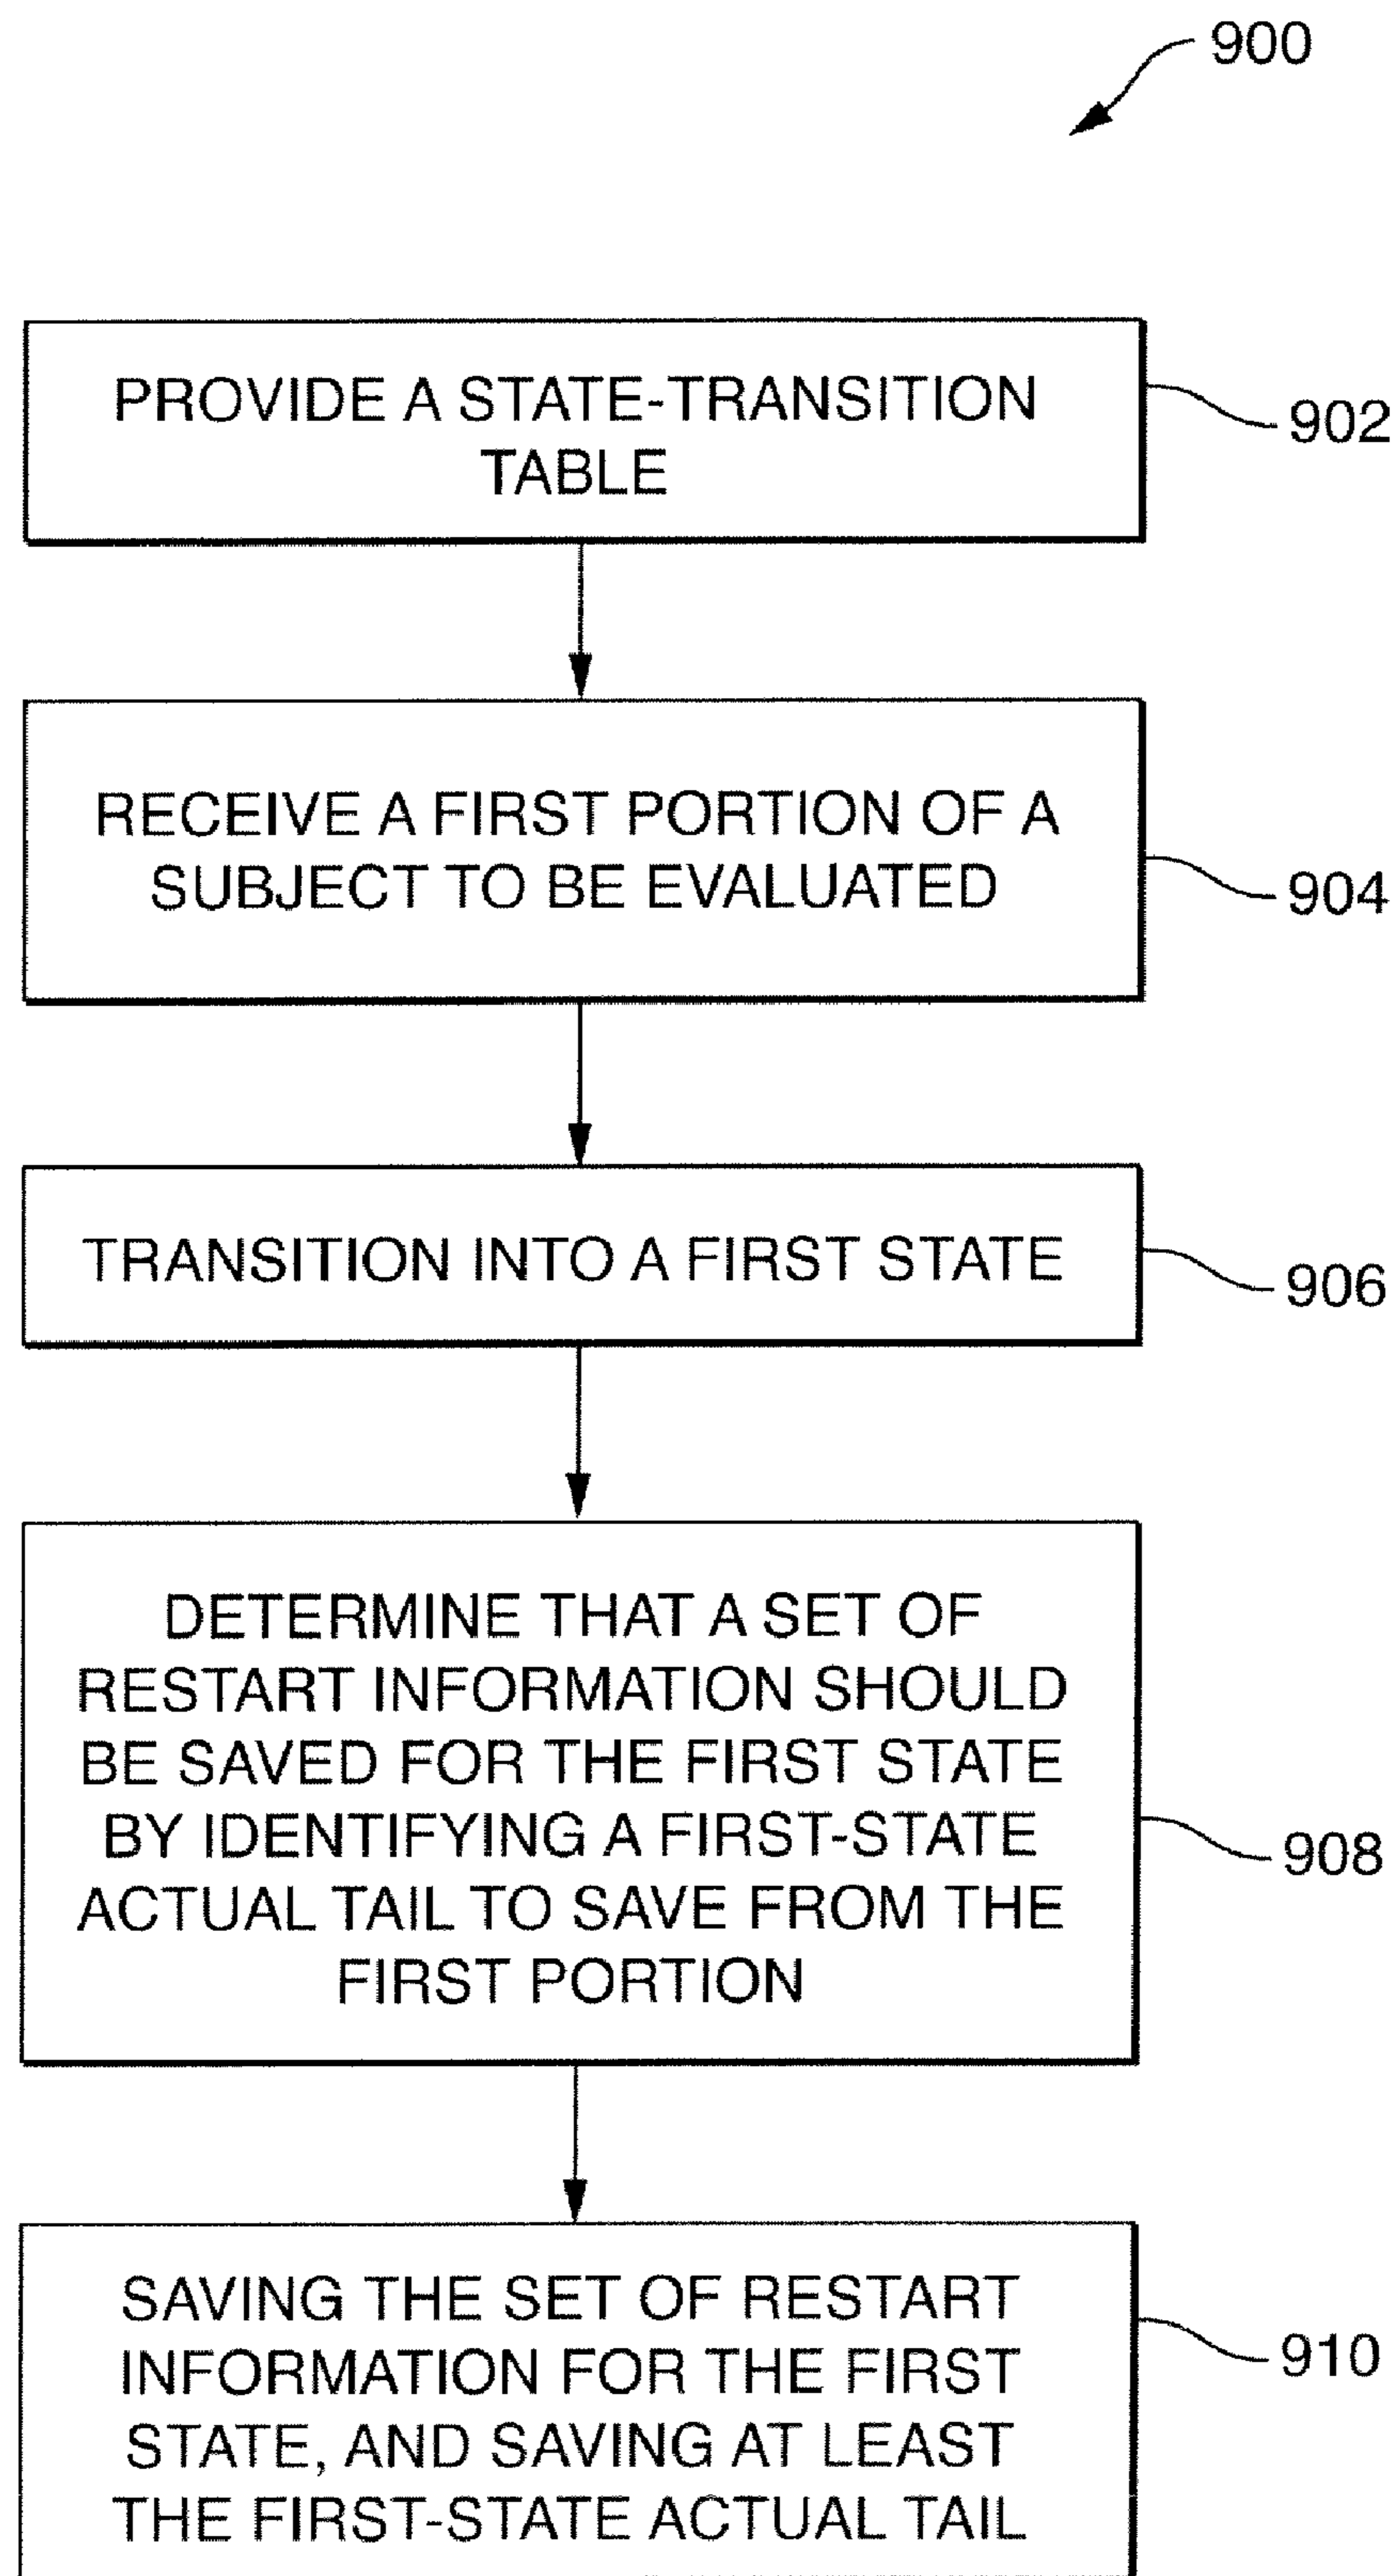 900
PROVIDE A STATE-TRANSITION
TABLE
902
RECEIVE A FIRST PORTION OF A
SUBJECT TO BE EVALUATED
904
TRANSITION INTO A FIRST STATE
906
DETERMINE THAT A SET OF
RESTART INFORMATION SHOULD
BE SAVED FOR THE FIRST STATE
BY IDENTIFYING A FIRST-STATE
ACTUAL TAIL TO SAVE FROM THE
FIRST PORTION
908
SAVING THE SET OF RESTART
INFORMATION FOR THE FIRST
STATE, AND SAVING AT LEAST
THE FIRST-STATE ACTUAL TAIL
910